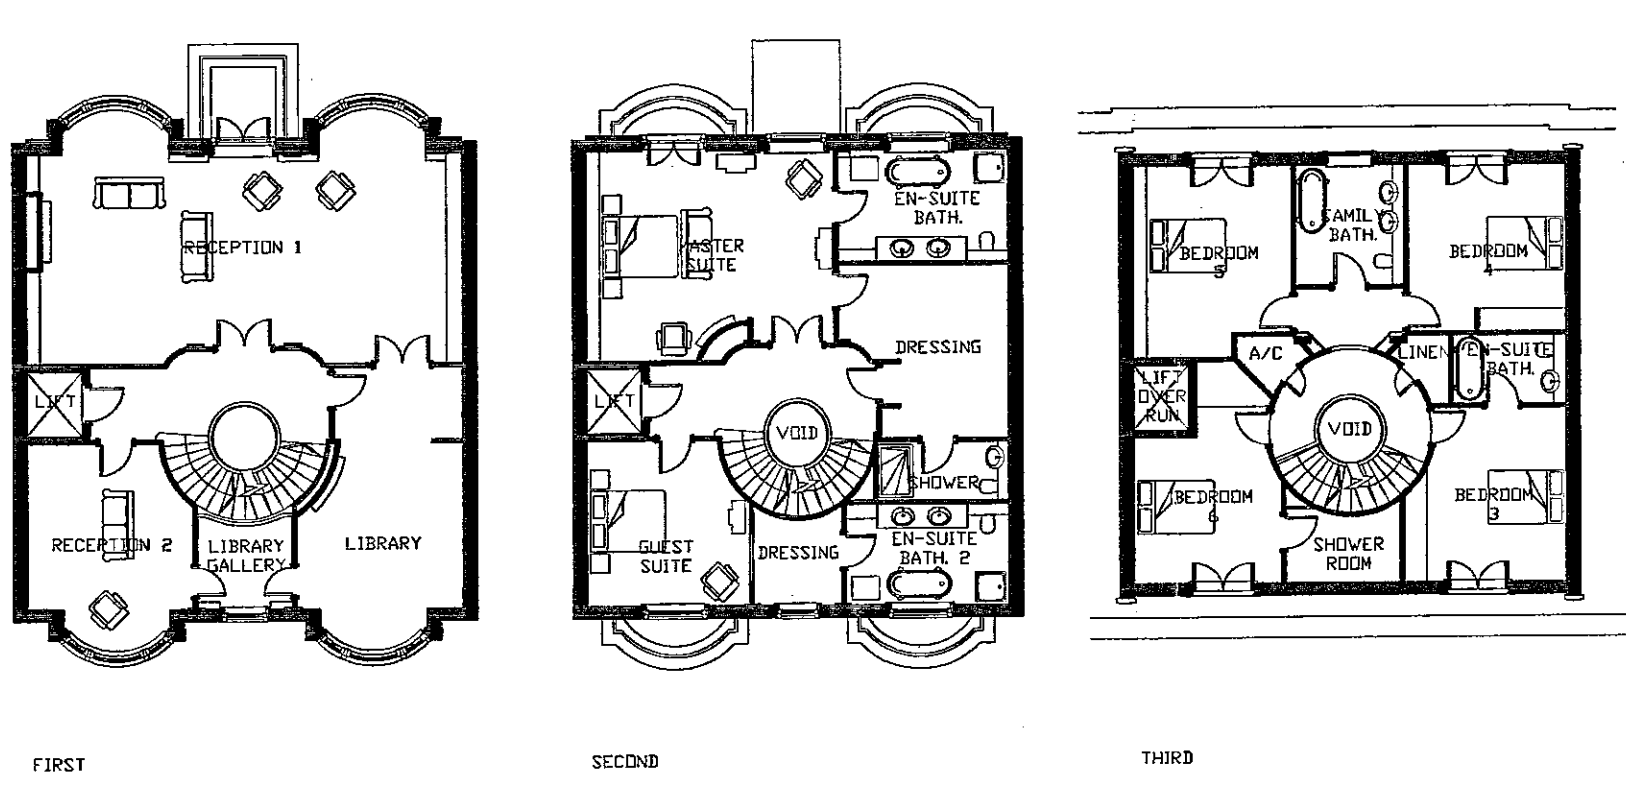 RECEPTION 1
LIFT
RECEPTION 2
LIBRARY
GALLERY
LIBRARY
FIRST
MASTER
SUITE
EN-SUITE
BATH.
DRESSING
LIFT
VOID
SHOWER
GUEST
SUITE
DRESSING
EN-SUITE
BATH. 2
SECOND
BEDROOM
5
FAMILY
BATH.
BEDROOM
4
A/C
LINEN
EN-SUITE
BATH.
LIFT
OVER
RUN
VOID
BEDROOM
6
BEDROOM
3
SHOWER
ROOM
THIRD